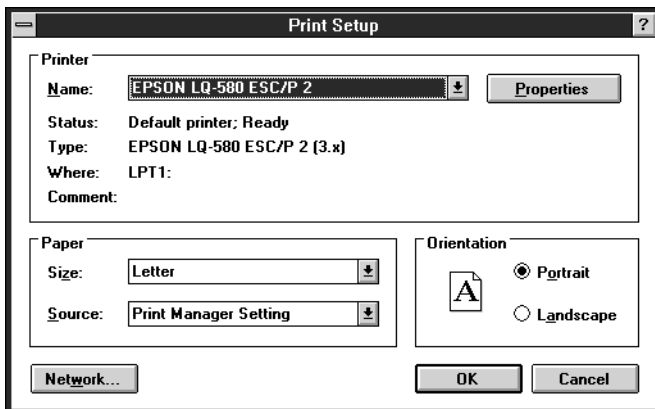 Print Setup ?
Printer
Name: EPSON LQ-580 ESC/P 2 Properties
Status: Default printer; Ready
Type: EPSON LQ-580 ESC/P 2 (3.x)
Where: LPT1:
Comment:
Paper
Size: Letter
Source: Print Manager Setting
Orientation
A
Portrait
Landscape
Network... OK Cancel